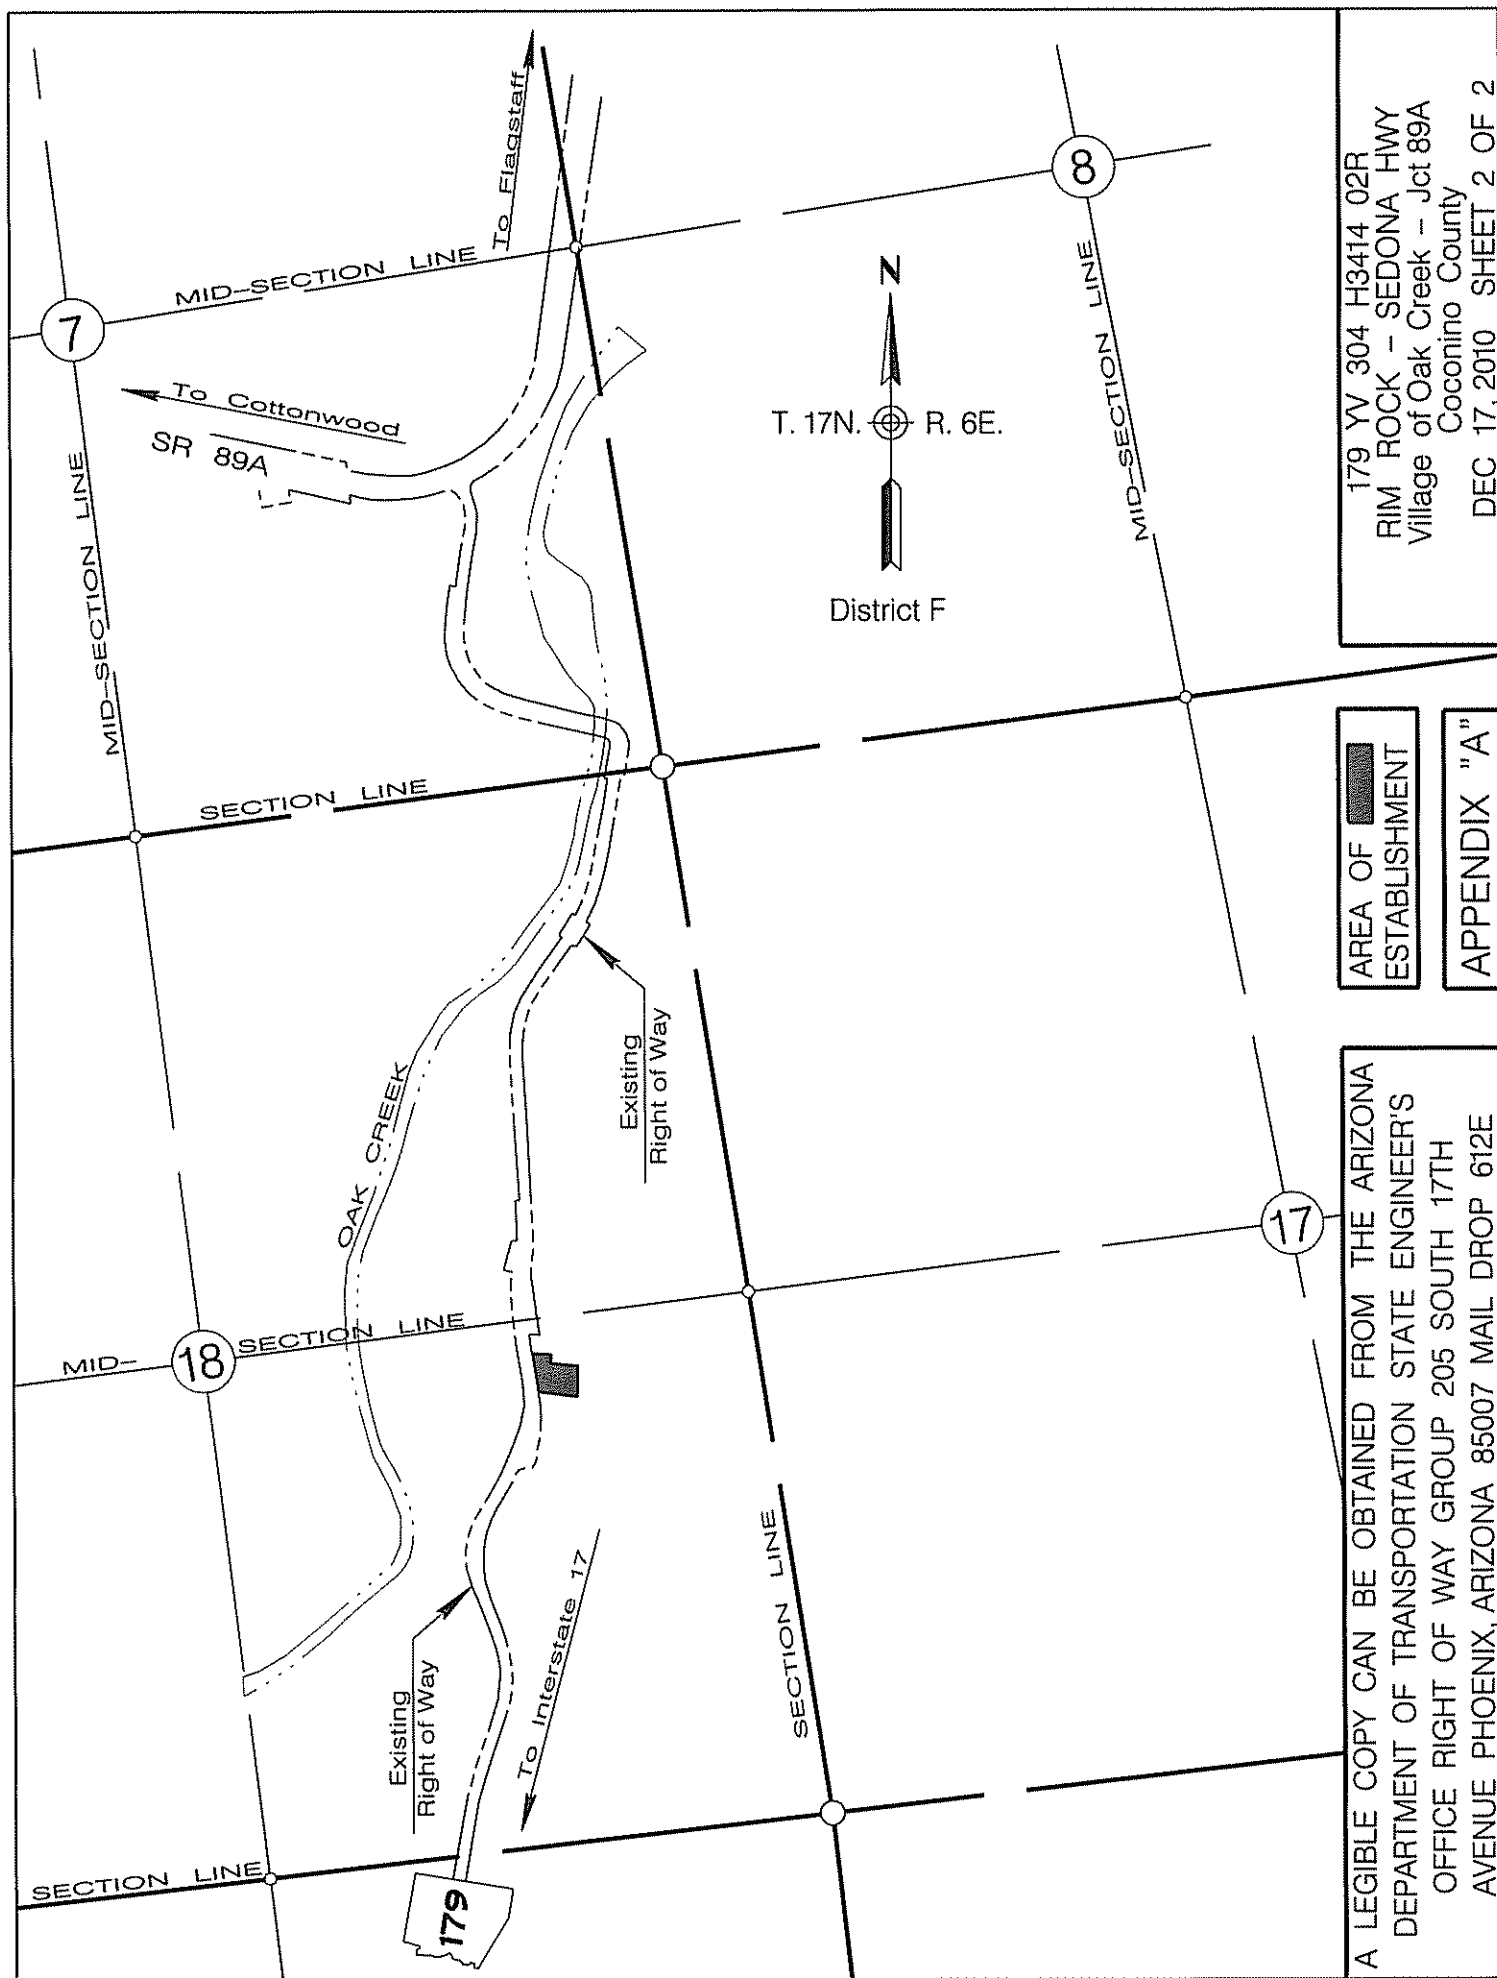 7
MID-SECTION LINE
To Flagstaff
To Cottonwood
SR 89A
MID-SECTION LINE
8
MID-SECTION LINE
N
T. 17N. R. 6E.
District F
SECTION LINE
OAK CREEK
Existing
Right of Way
MID- SECTION LINE
18
17
Existing
Right of Way
To Interstate 17
SECTION LINE
SECTION LINE
179
179 YV 304 H3414 02R
RIM ROCK - SEDONA HWY
Village of Oak Creek - Jct 89A
Coconino County
DEC 17, 2010 SHEET 2 OF 2
AREA OF
ESTABLISHMENT
APPENDIX "A"
A LEGIBLE COPY CAN BE OBTAINED FROM THE ARIZONA
DEPARTMENT OF TRANSPORTATION STATE ENGINEER'S
OFFICE RIGHT OF WAY GROUP 205 SOUTH 17TH
AVENUE PHOENIX, ARIZONA 85007 MAIL DROP 612E